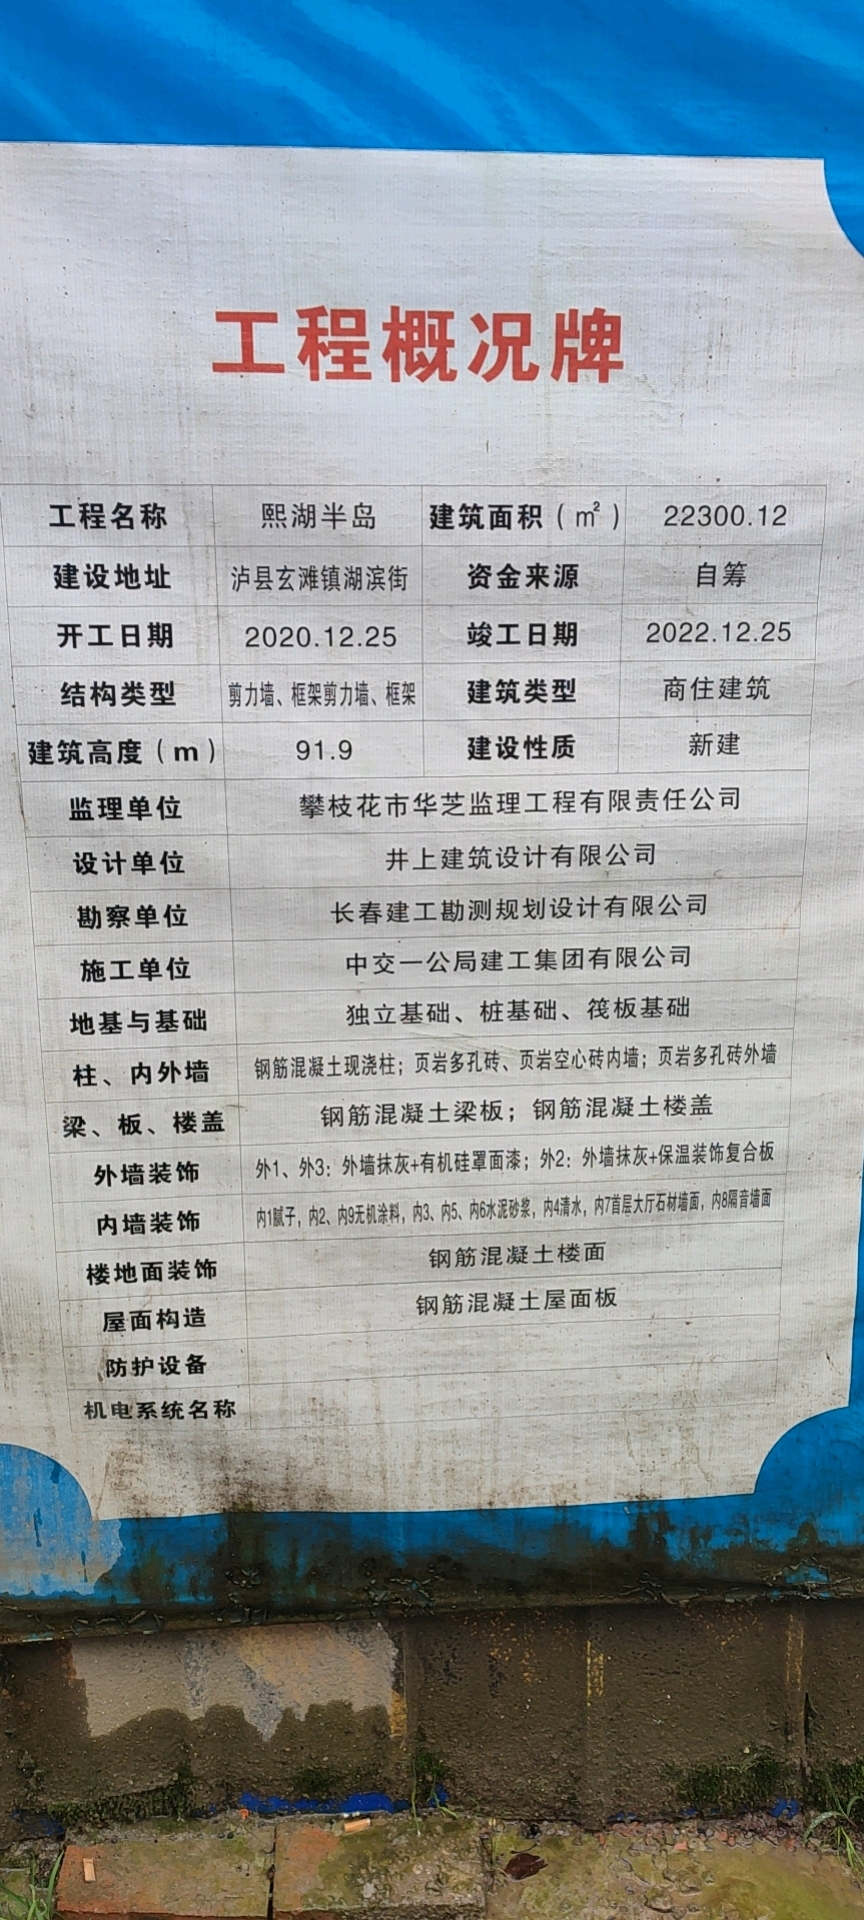 工程概况牌
工程名称 熙湖半岛 建筑面积（㎡） 22300.12
建设地址 泸县玄滩镇湖滨街 资金来源 自筹
开工日期 2020.12.25 竣工日期 2022.12.25
结构类型 剪力墙、框架剪力墙、框架 建筑类型 商住建筑
建筑高度（m） 91.9 建设性质 新建
监理单位 攀枝花市华芝监理工程有限责任公司
设计单位 井上建筑设计有限公司
勘察单位 长春建工勘测规划设计有限公司
施工单位 中交一公局建工集团有限公司
地基与基础 独立基础、桩基础、筏板基础
柱、内外墙 钢筋混凝土现浇柱；页岩多孔砖、页岩空心砖内墙；页岩多孔砖外墙
梁、板、楼盖 钢筋混凝土梁板；钢筋混凝土楼盖
外墙装饰 外1、外3：外墙抹灰+有机硅罩面漆；外2：外墙抹灰+保温装饰复合板
内墙装饰 内1腻子，内2、内9无机涂料，内3、内5、内6水泥砂浆，内4清水，内7首层大厅石材墙面，内8隔音墙面
楼地面装饰 钢筋混凝土楼面
屋面构造 钢筋混凝土屋面板
防护设备
机电系统名称